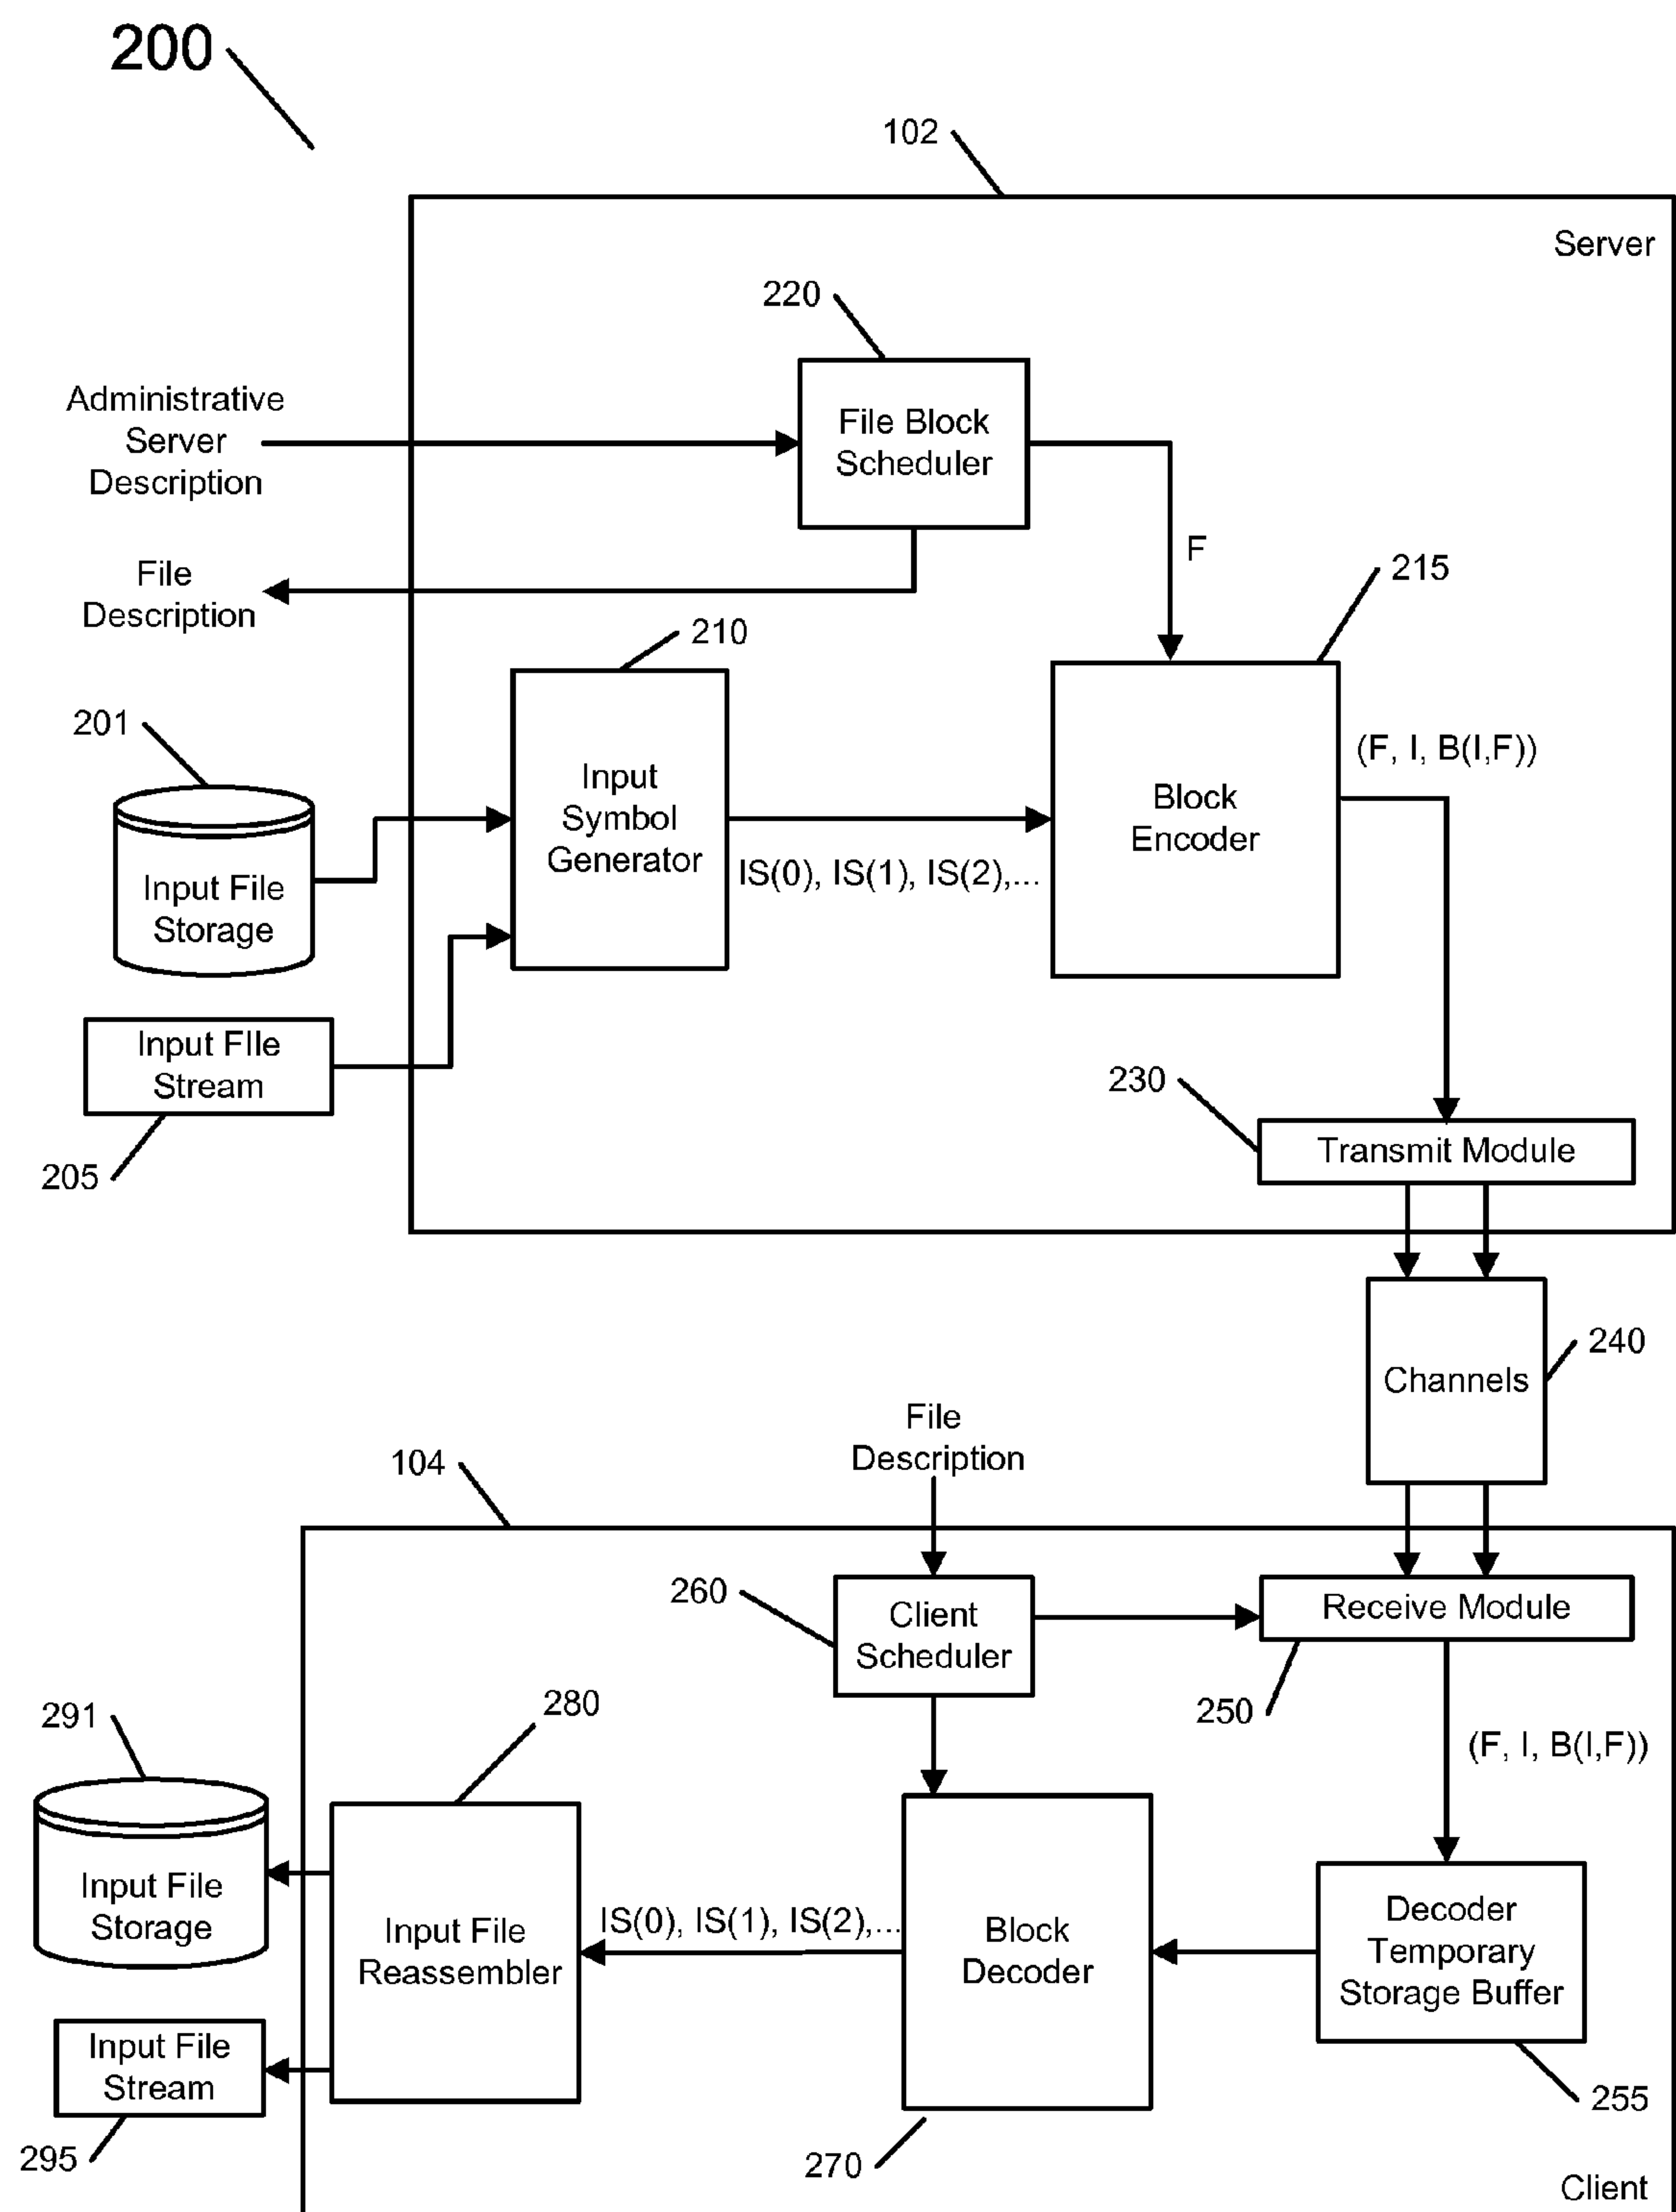 200
102
Server
220
Administrative
Server
Description
File Block
Scheduler
F
File
Description
215
210
201
(F, I, B(I,F))
Input
Symbol
Generator
Block
Encoder
IS(0), IS(1), IS(2),...
Input File
Storage
Input FIle
Stream
230
Transmit Module
205
240
Channels
File
Description
104
260
Client
Scheduler
Receive Module
280
291
250
(F, I, B(I,F))
Input File
Storage
Input File
Reassembler
IS(0), IS(1), IS(2),...
Block
Decoder
Decoder
Temporary
Storage Buffer
Input File
Stream
255
295
270
Client